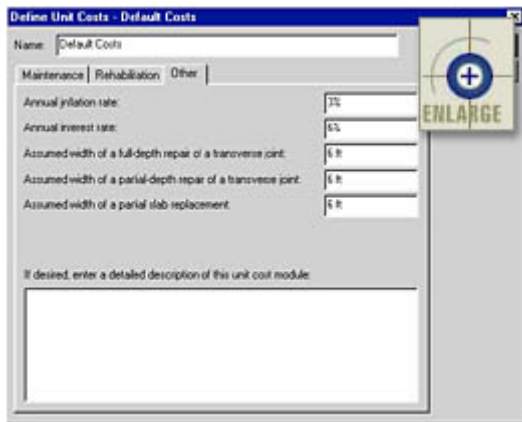 Define Unit Costs - Default Costs
Name: Default Costs
Maintenance Rehabilitation Other
Annual inflation rate: 3%
Annual interest rate: 6%
Assumed width of a full-depth repair of a transverse joint: 6 ft
Assumed width of a partial-depth repair of a transverse joint: 6 ft
Assumed width of a partial slab replacement: 6 ft
If desired, enter a detailed description of this unit cost module:
ENLARGE